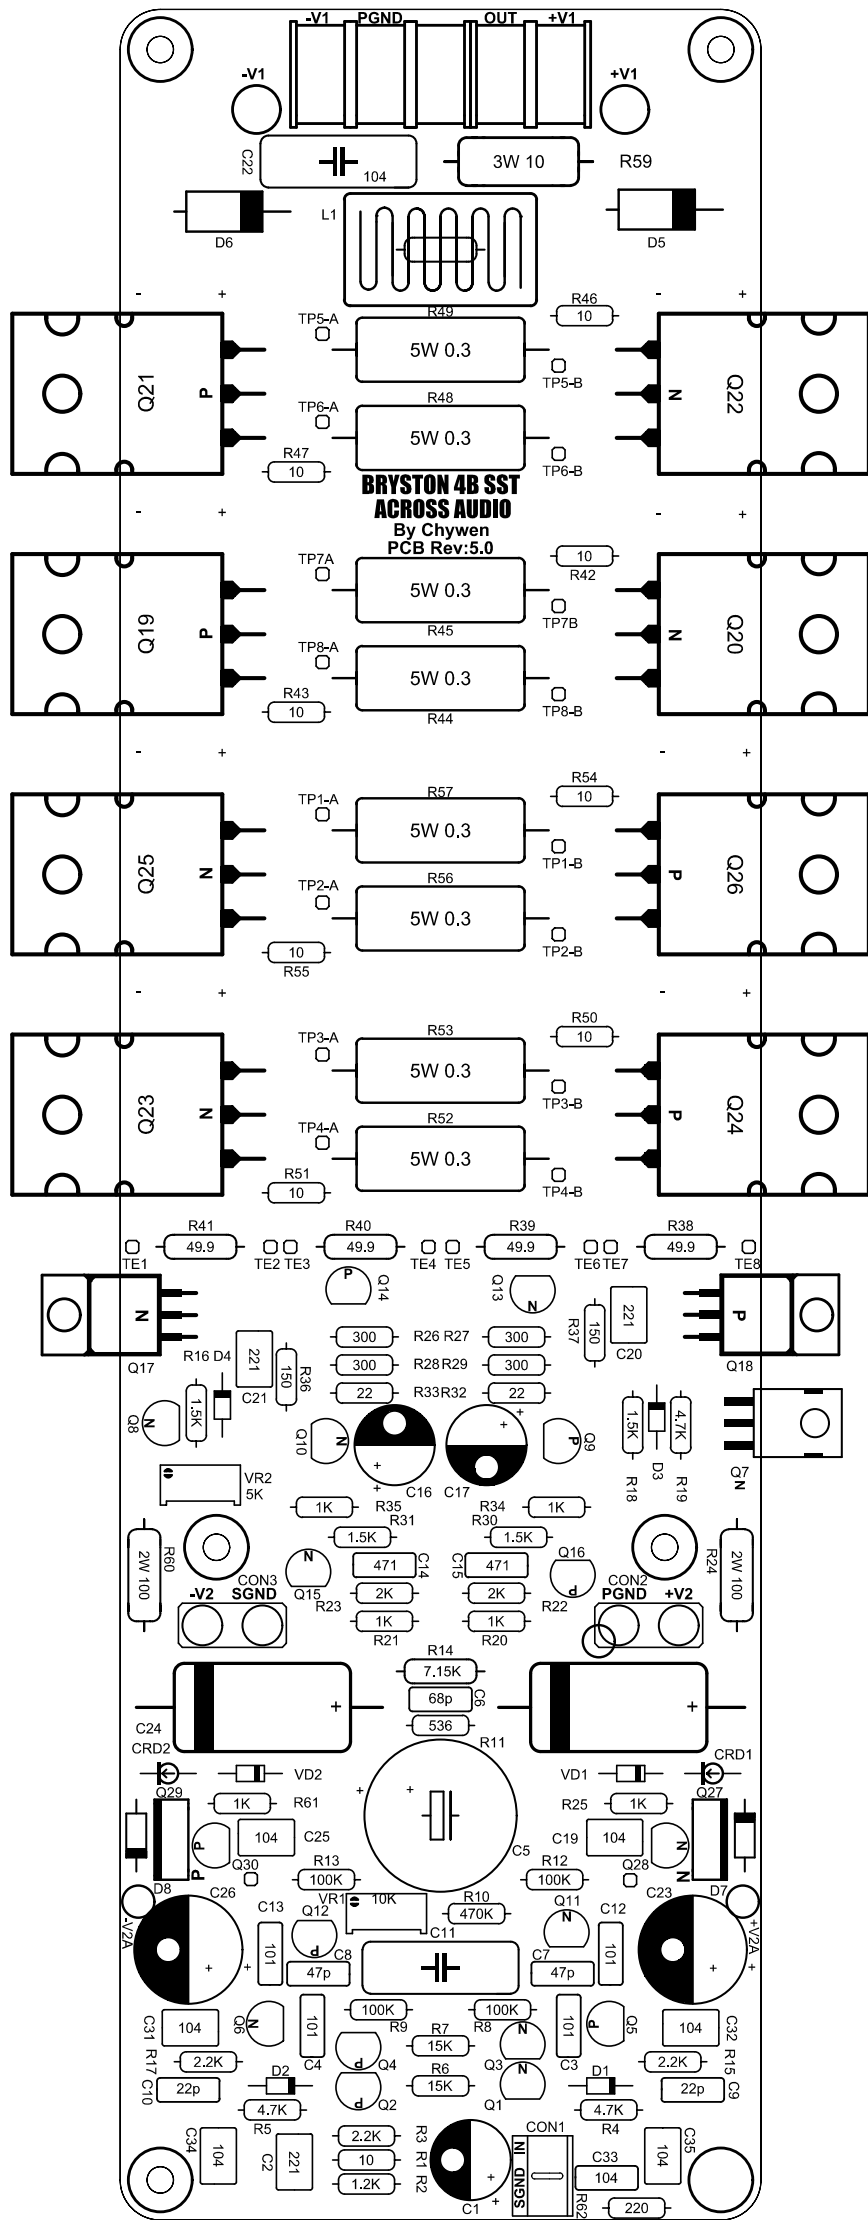 -V1 PGND OUT +V1
-V1 +V1
C22 104 3W 10 R59
D6 L1 D5
- + - +
R49 R46
TP5-A 5W 0.3 10
Q21 P TP5-B N Q22
R48
TP6-A 5W 0.3
R47 10 TP6-B
BRYSTON 4B SST
ACROSS AUDIO
By Chywen
PCB Rev:5.0
- + - +
TP7A 5W 0.3 10 R42
Q19 P R45 TP7B N Q20
TP8-A 5W 0.3
R43 10 R44 TP8-B
- + - +
R57 R54
TP1-A 5W 0.3 10
Q25 N TP1-B P Q26
R56
TP2-A 5W 0.3
10 R55 TP2-B
- + - +
R53 R50
TP3-A 5W 0.3 10
Q23 N TP3-B P Q24
R52
TP4-A 5W 0.3
R51 10 TP4-B
R41 R40 R39 R38
49.9 49.9 49.9 49.9
TE1 TE2 TE3 TE4 TE5 TE6 TE7 TE8
P Q14 Q13 N
N Q17 221 C20 P Q18
300 R26 R27 300 R37 150
R16 D4 221 C21 150 R36
300 R28 R29 300
22 R33 R32 22 +
Q8 N 1.5K Q10 N P Q9
1.5K R18 D3 4.7K R19 Q7 N
+ C16 C17
VR2 5K
1K R35 R34 1K
R31 R30
1.5K 1.5K
R60 2W 100 R24 2W 100
N Q15 471 C14 C15 471 Q16 P
CON3 CON2
-V2 SGND PGND +V2
R23 2K 2K R22
1K 1K
R21 R20
R14
7.15K
68p C6
536
C24 + +
R11
CRD2 VD2 VD1 CRD1
Q29 Q27
1K R61 R25 1K
+ +
P 104 C25 C19 104 N
C5
Q30 R13 R12 Q28
P 100K 100K N
D8 C26 VR1 10K R10 470K C23 D7
-V2A +V2A
C13 Q12 C11 Q11 C12
101 P N 101
+ + C8 C7 + +
47p 47p
C31 104 Q6 N 101 100K 100K 101 P Q5 104 C32
C4 R9 R8 C3
R7
15K
R17 2.2K P Q4 Q3 N 2.2K R15
C10 22p D2 R6 D1 22p C9
15K
P Q2 Q1 N
4.7K 4.7K
R5 R4
C34 104 C2 221 2.2K R3 CON1 C33 104 104 C35
10 R1
1.2K R2
SGND IN
+ +
C1 R62 220